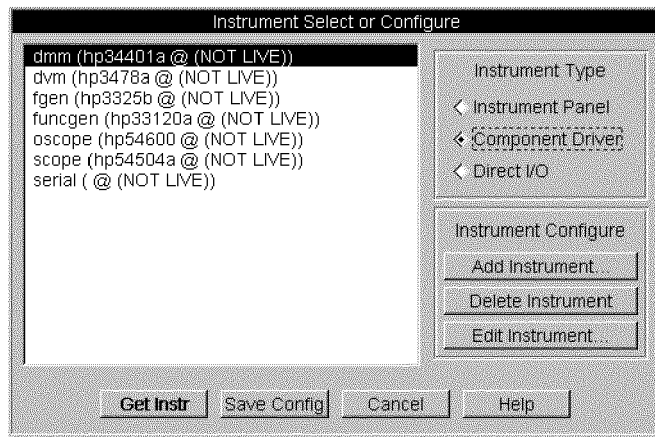 Instrument Select or Configure
dmm (hp34401a @ (NOT LIVE))
dvm (hp3478a @ (NOT LIVE))
fgen (hp3325b @ (NOT LIVE))
funcgen (hp33120a @ (NOT LIVE))
oscope (hp54600 @ (NOT LIVE))
scope (hp54504a @ (NOT LIVE))
serial ( @ (NOT LIVE))
Instrument Type
Instrument Panel
Component Driver
Direct I/O
Instrument Configure
Add Instrument...
Delete Instrument
Edit Instrument...
Get Instr
Save Config
Cancel
Help